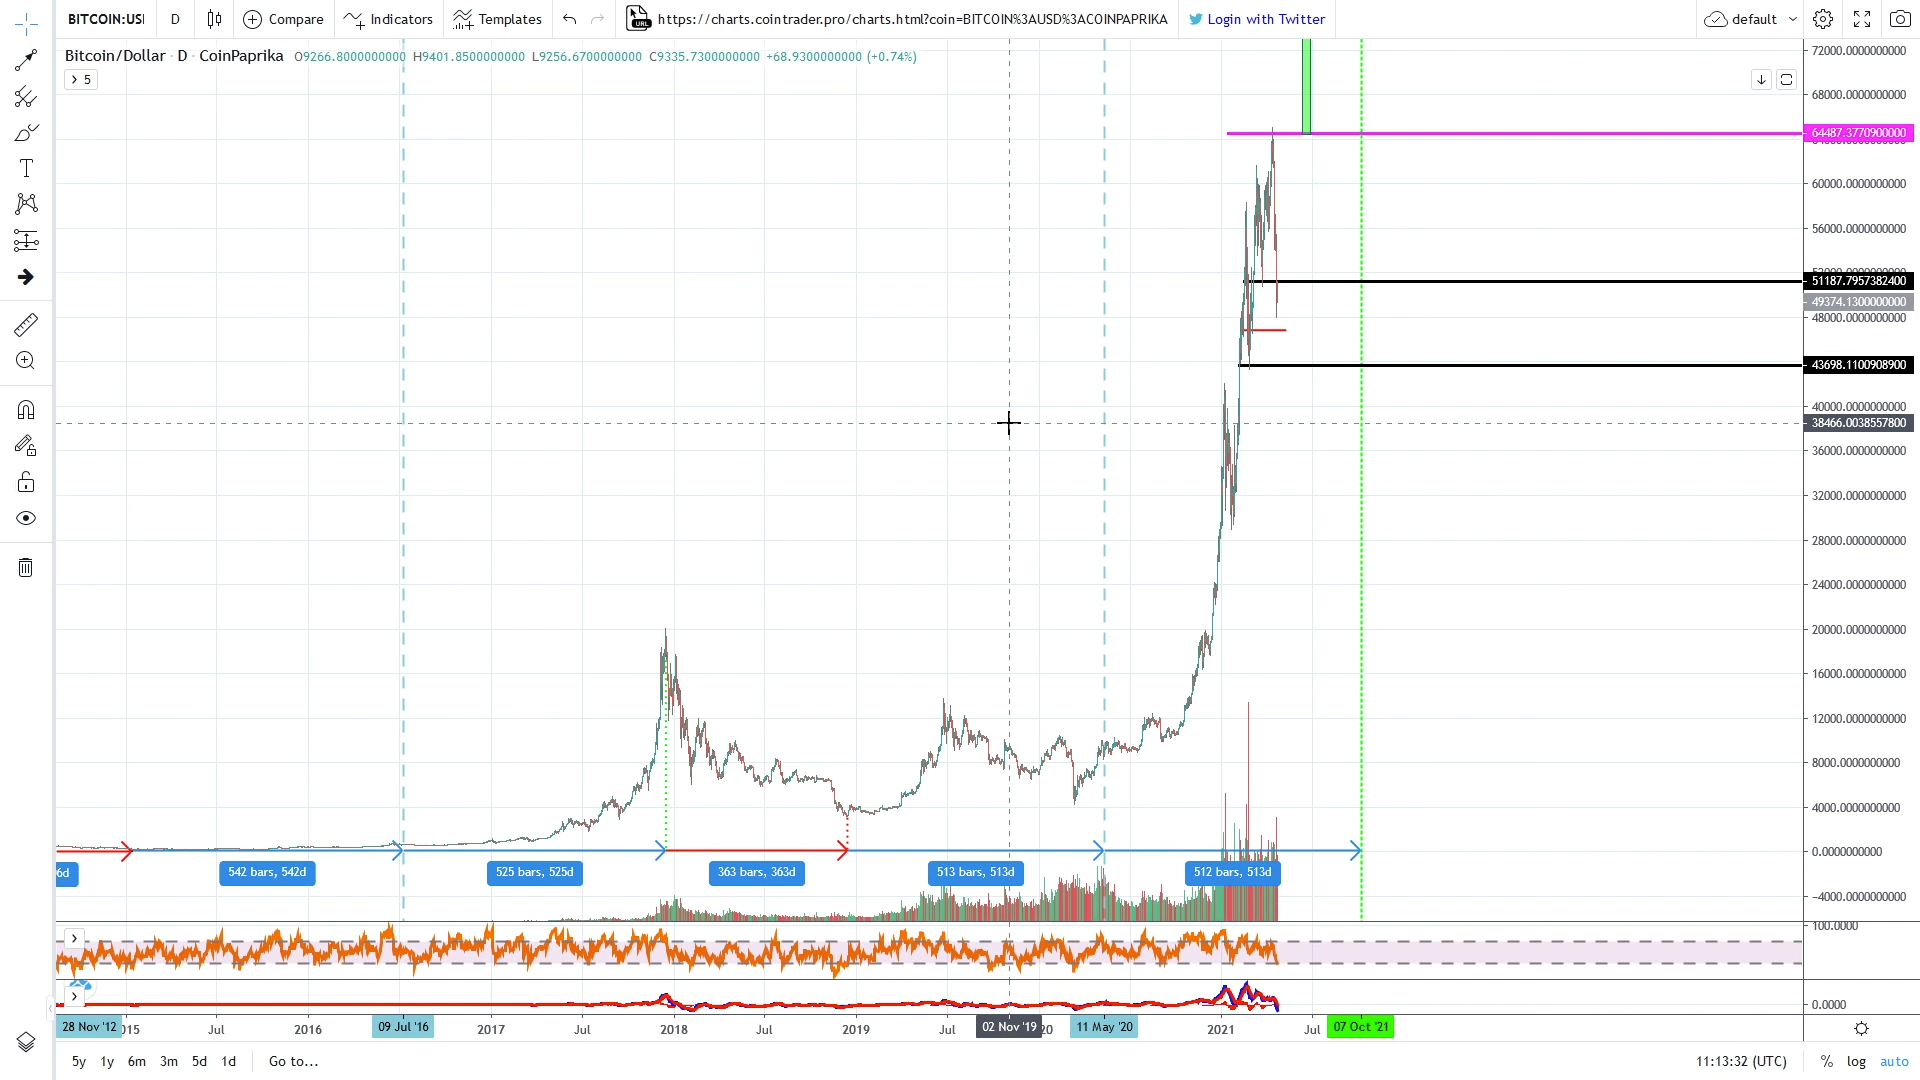 BITCOIN:US
D
Compare
Indicators
Templates
URL
https://charts.cointrader.pro/charts.html?coin=BITCOIN%3AUSD%3ACOINPAPRIKA
Login with Twitter
default
Bitcoin/Dollar · D · CoinPaprika O9266.8000000000 H9401.8500000000 L9256.6700000000 C9335.7300000000 +68.9300000000 (+0.74%)
5
72000.0000000000
68000.0000000000
64487.3770900000
60000.0000000000
56000.0000000000
51187.7957382400
49374.1300000000
48000.0000000000
43698.1100908900
40000.0000000000
38466.0038557800
36000.0000000000
32000.0000000000
28000.0000000000
24000.0000000000
20000.0000000000
16000.0000000000
12000.0000000000
8000.0000000000
4000.0000000000
0.0000000000
−4000.0000000000
6d
542 bars, 542d
525 bars, 525d
363 bars, 363d
513 bars, 513d
512 bars, 513d
100.0000
0.0000
28 Nov '12
015
Jul
2016
09 Jul '16
2017
Jul
2018
Jul
2019
Jul
02 Nov '19
20
11 May '20
2021
Jul
07 Oct '21
5y 1y 6m 3m 5d 1d Go to...
11:13:32 (UTC) % log auto